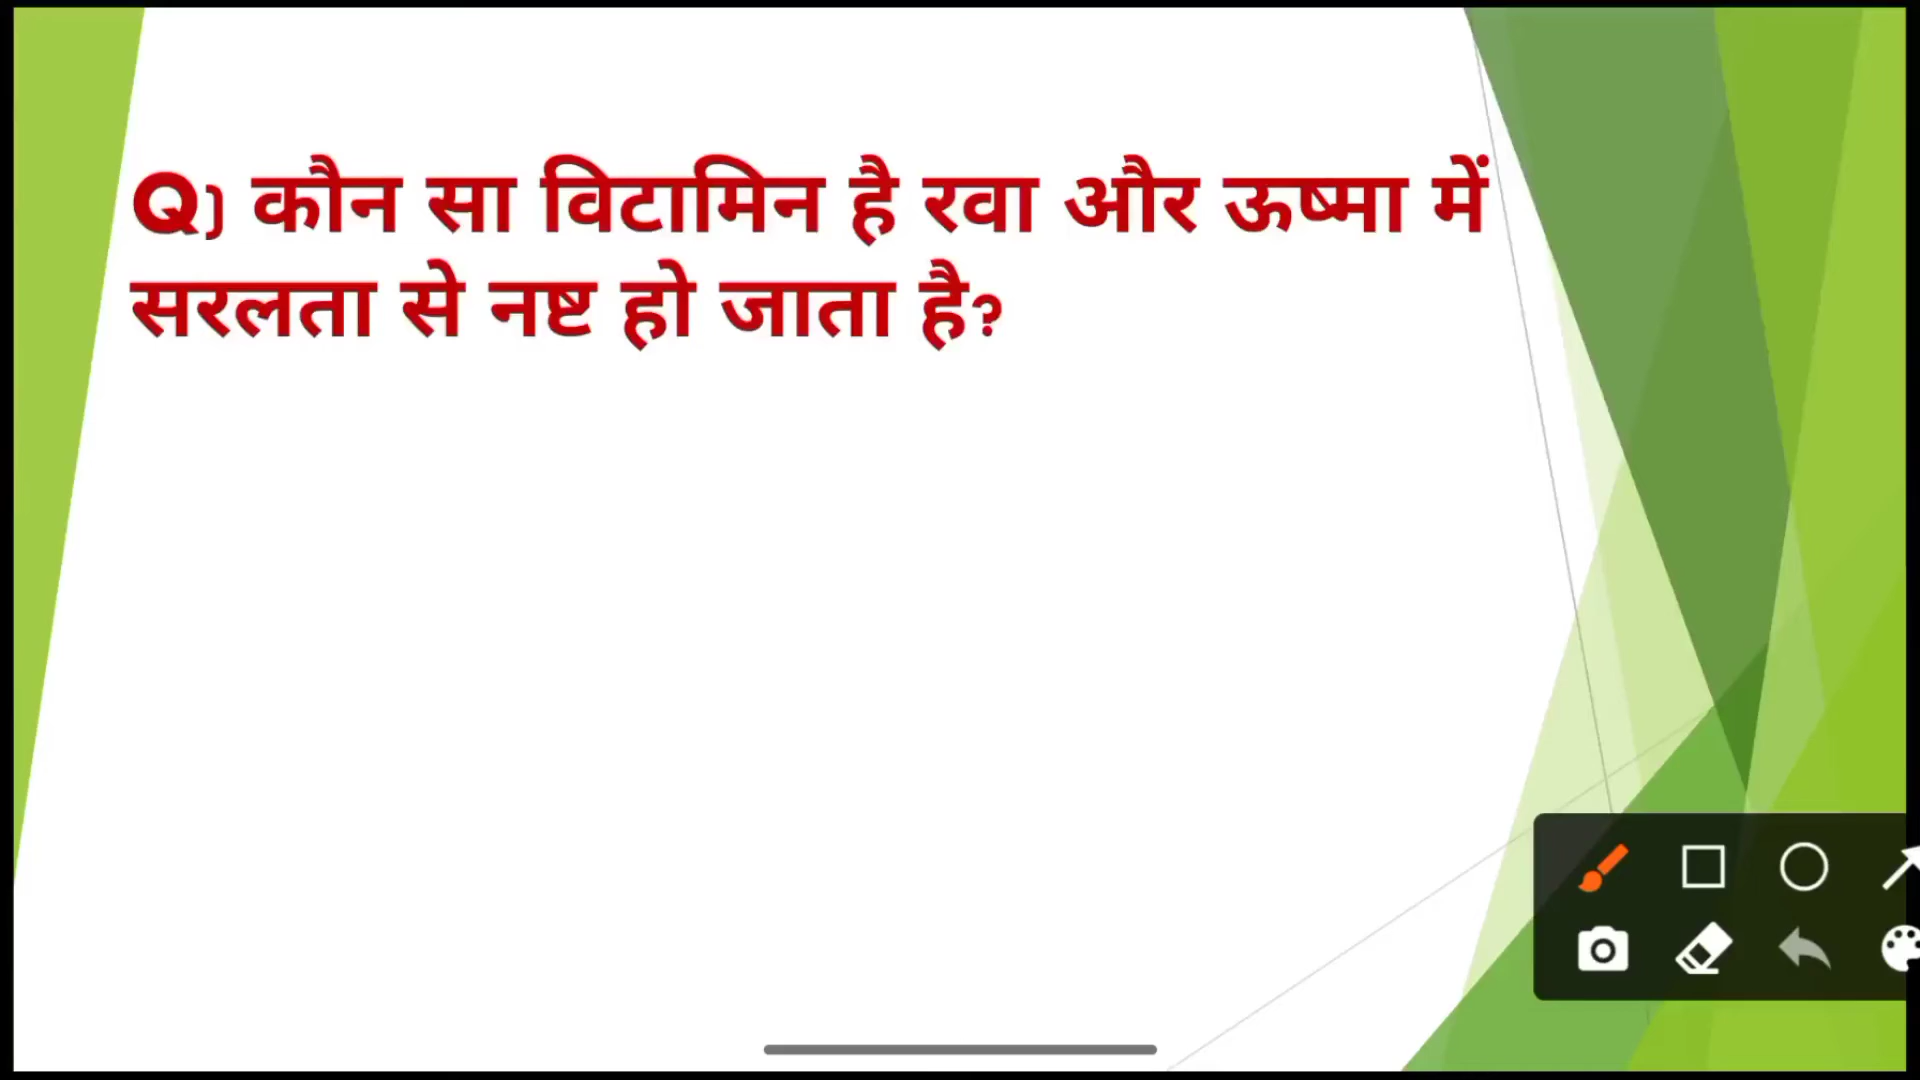 Q) कौन सा विटामिन है रवा और ऊष्मा में
सरलता से नष्ट हो जाता है?